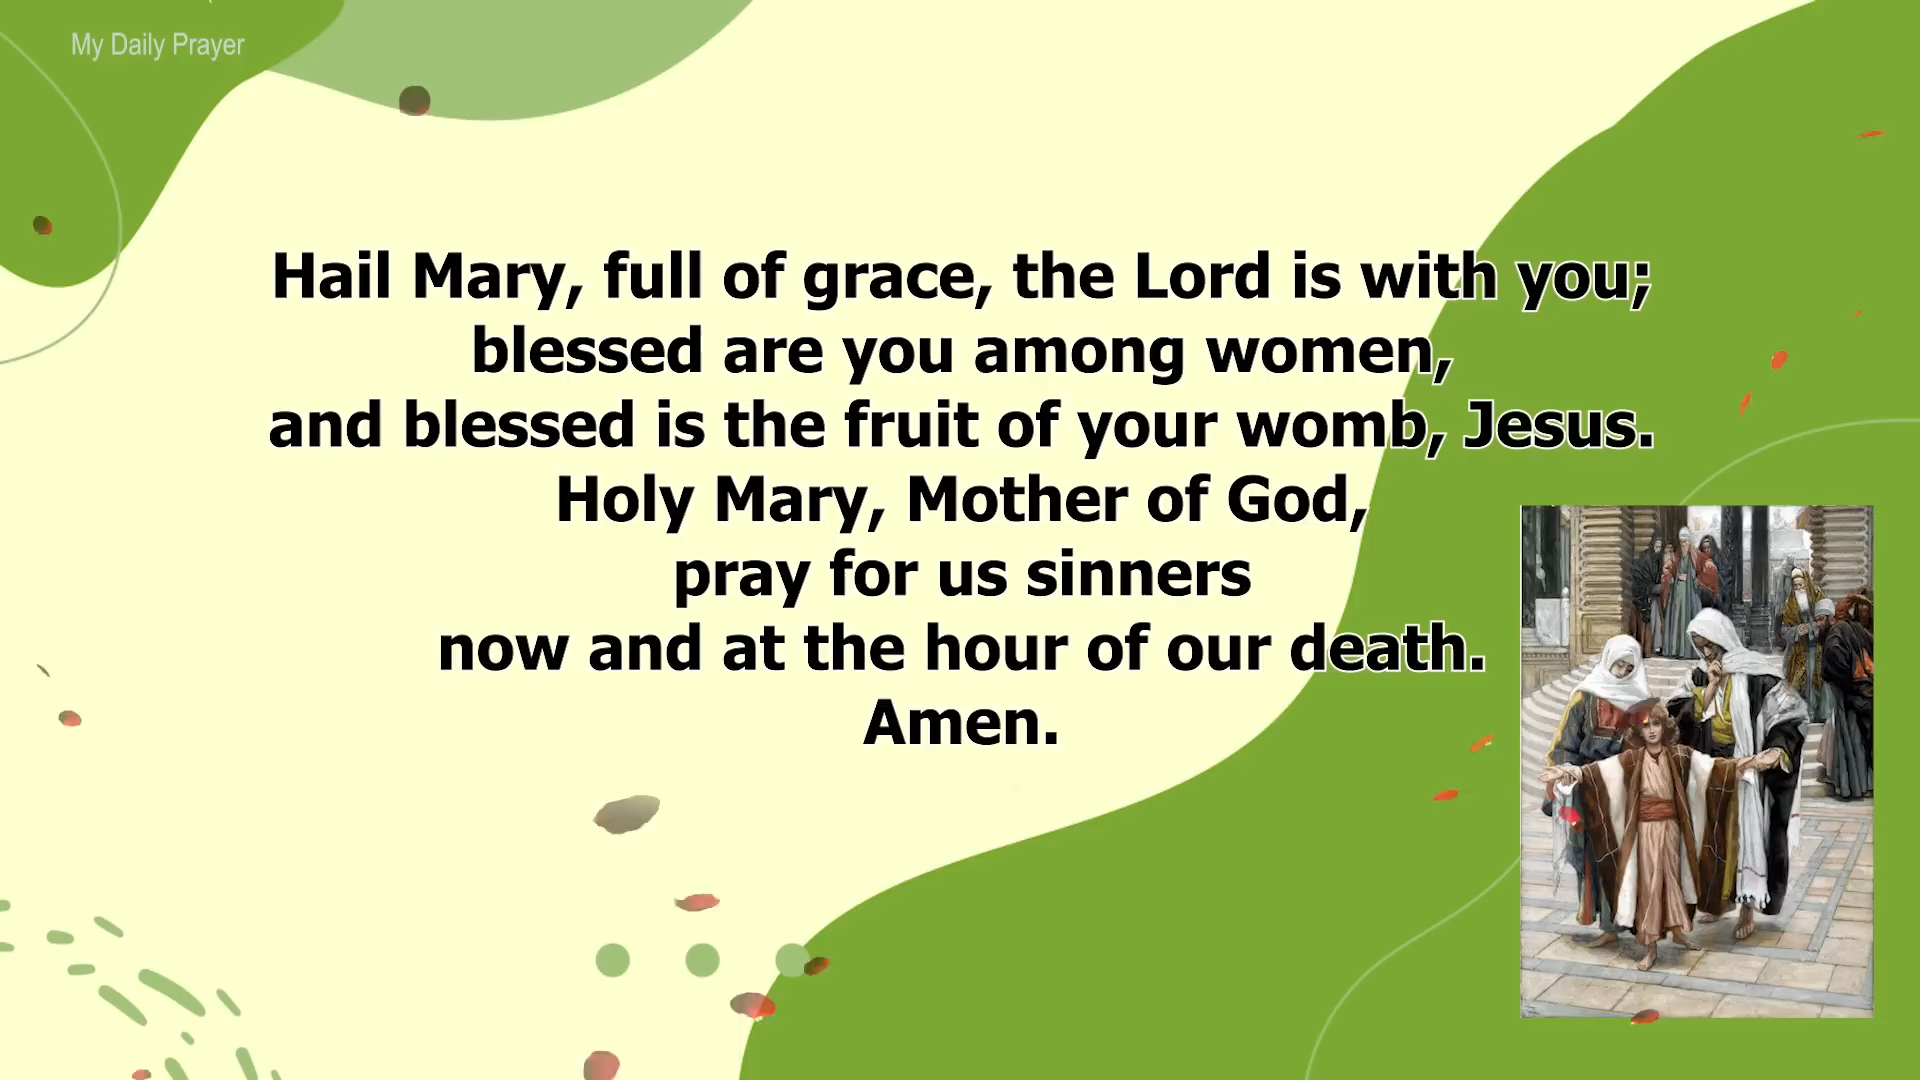 My Daily Prayer
Hail Mary, full of grace, the Lord is with you;
blessed are you among women,
and blessed is the fruit of your womb, Jesus.
Holy Mary, Mother of God,
pray for us sinners
now and at the hour of our death.
Amen.